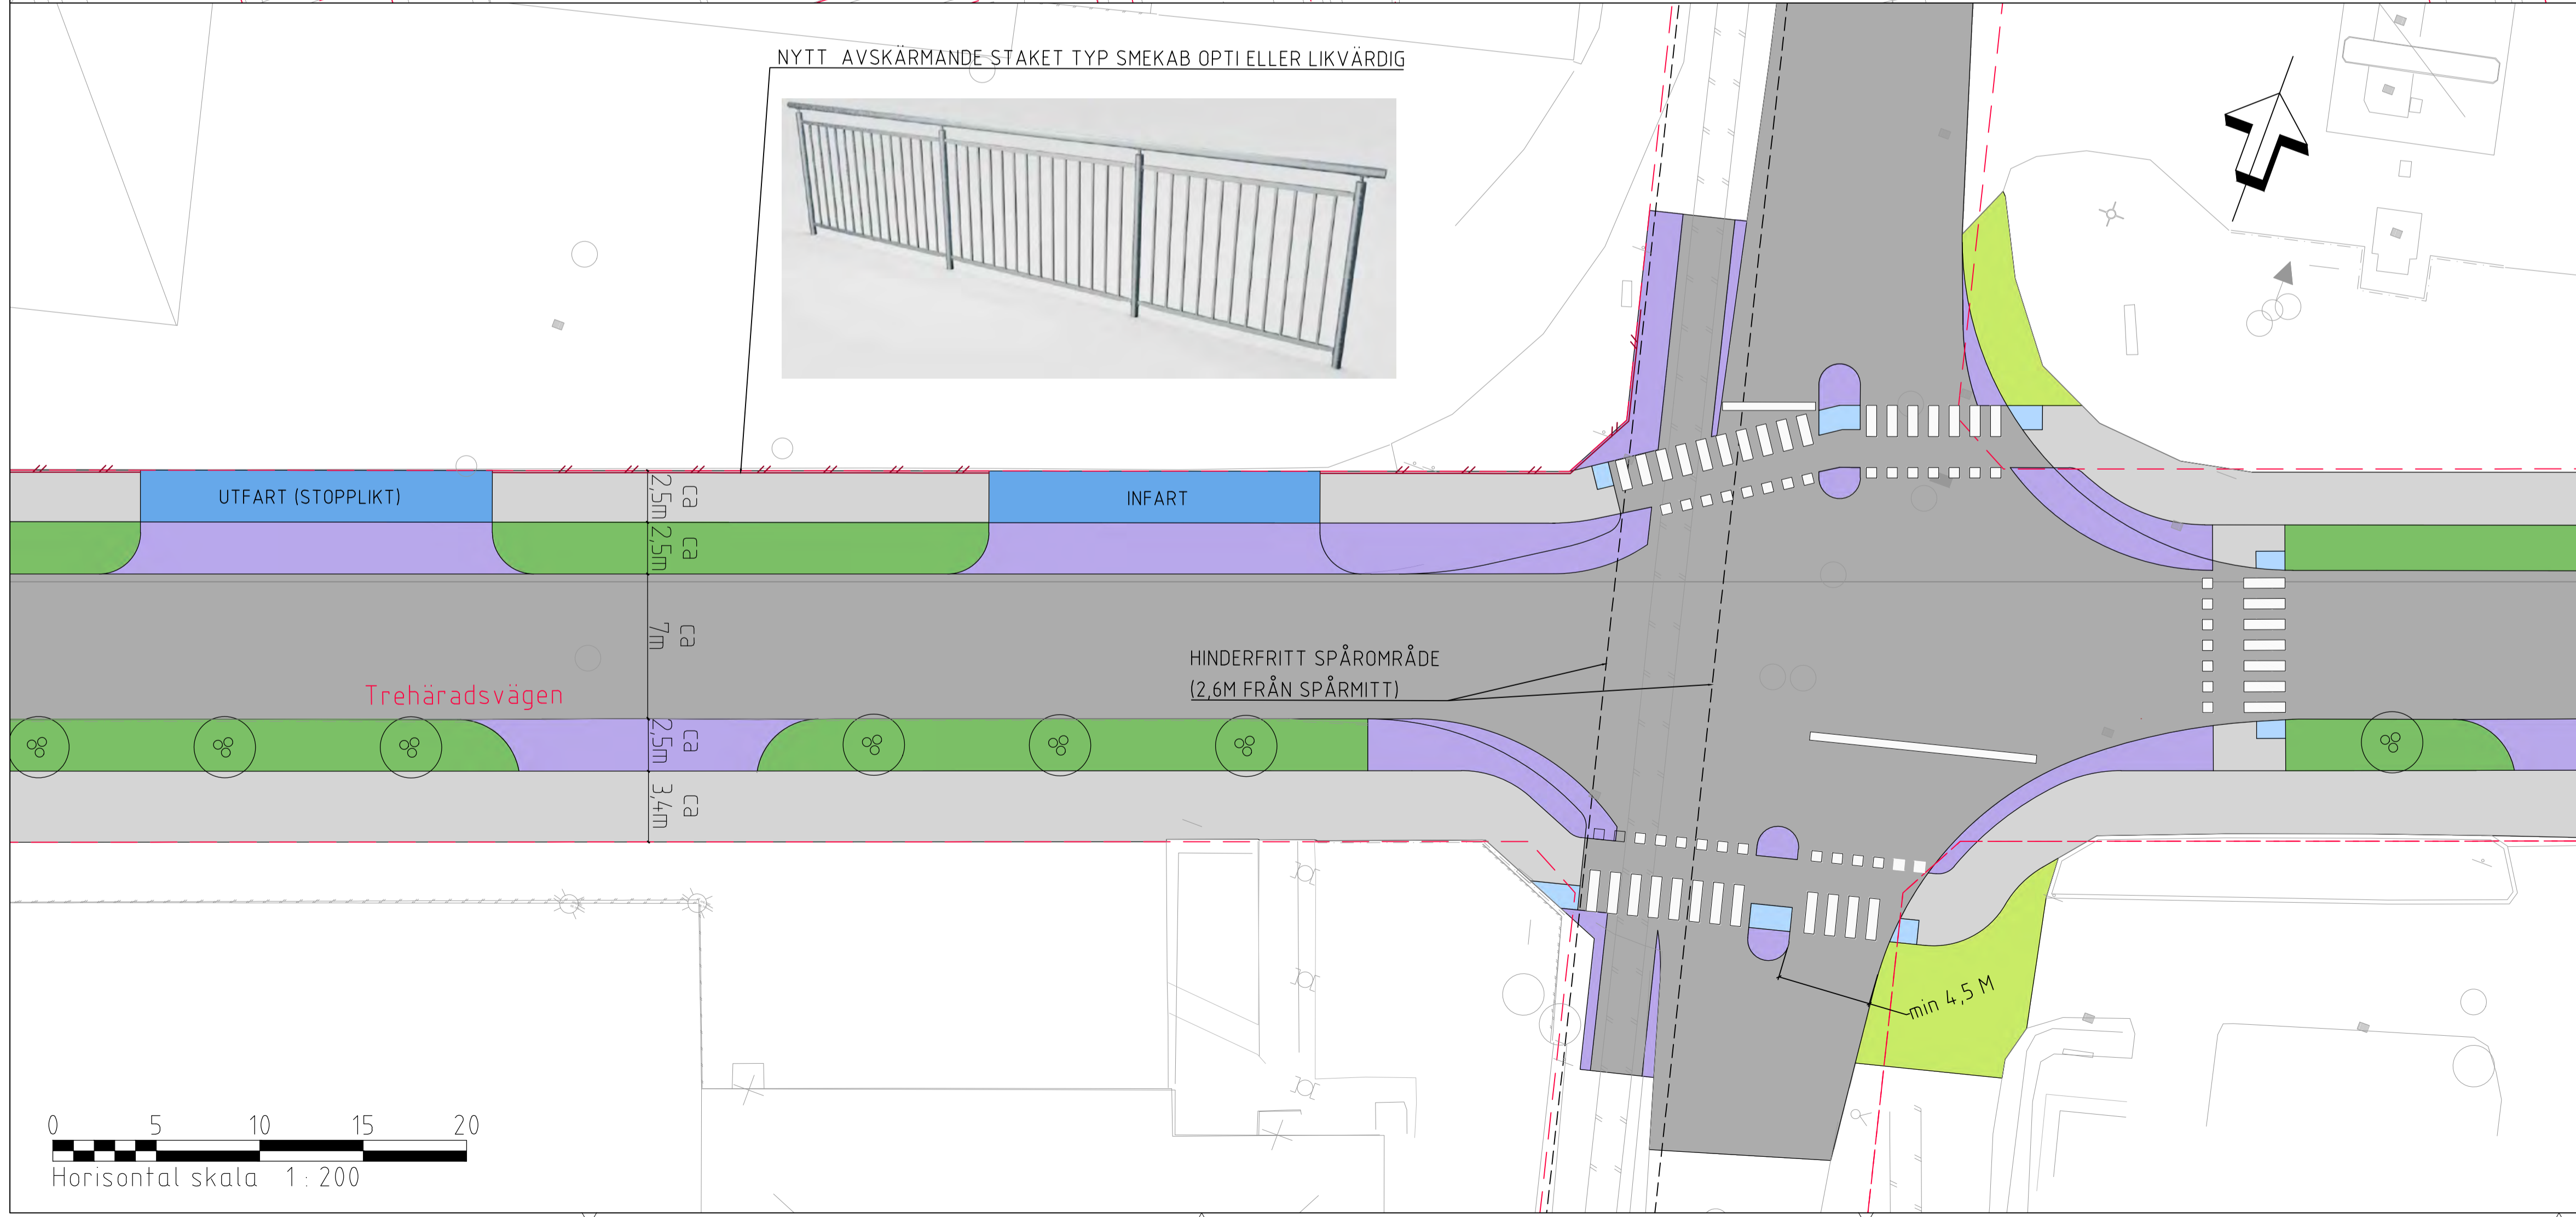 NYTT AVSKÄRMANDE STAKET TYP SMEKAB OPTI ELLER LIKVÄRDIG
UTFART (STOPPLIKT)
INFART
ca
2,5m
ca
2,5m
ca
7m
HINDERFRITT SPÅROMRÅDE
(2,6M FRÅN SPÅRMITT)
Trehäradsvägen
ca
2,5m
ca
3,4m
min 4,5 M
0 5 10 15 20
Horisontal skala 1 : 200